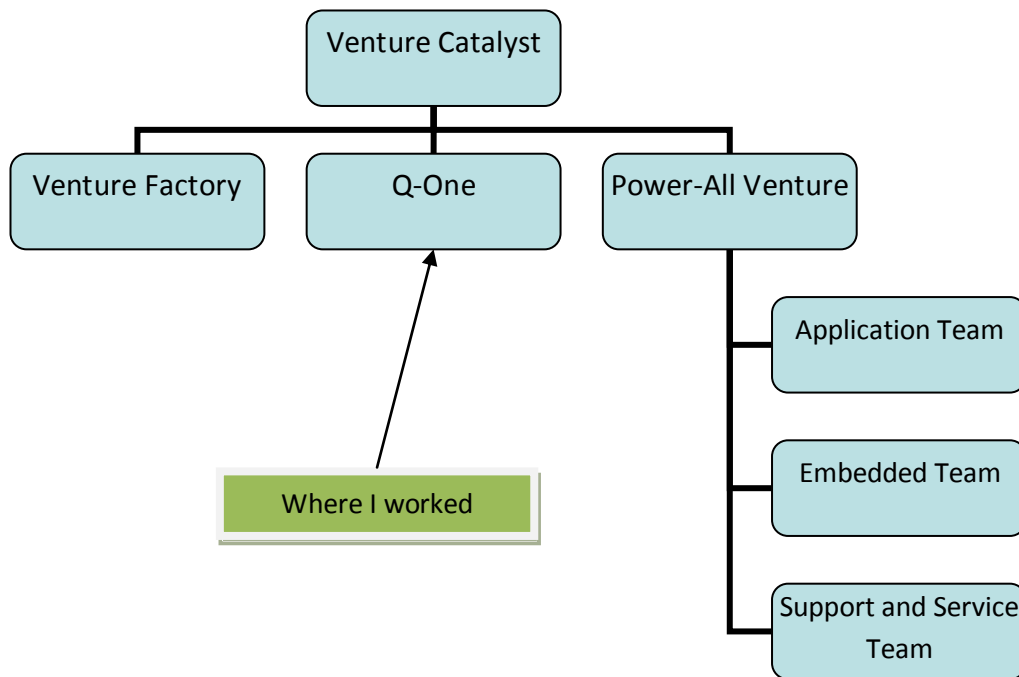 Venture Catalyst
Venture Factory
Q-One
Power-All Venture
Application Team
Embedded Team
Where I worked
Support and Service
Team